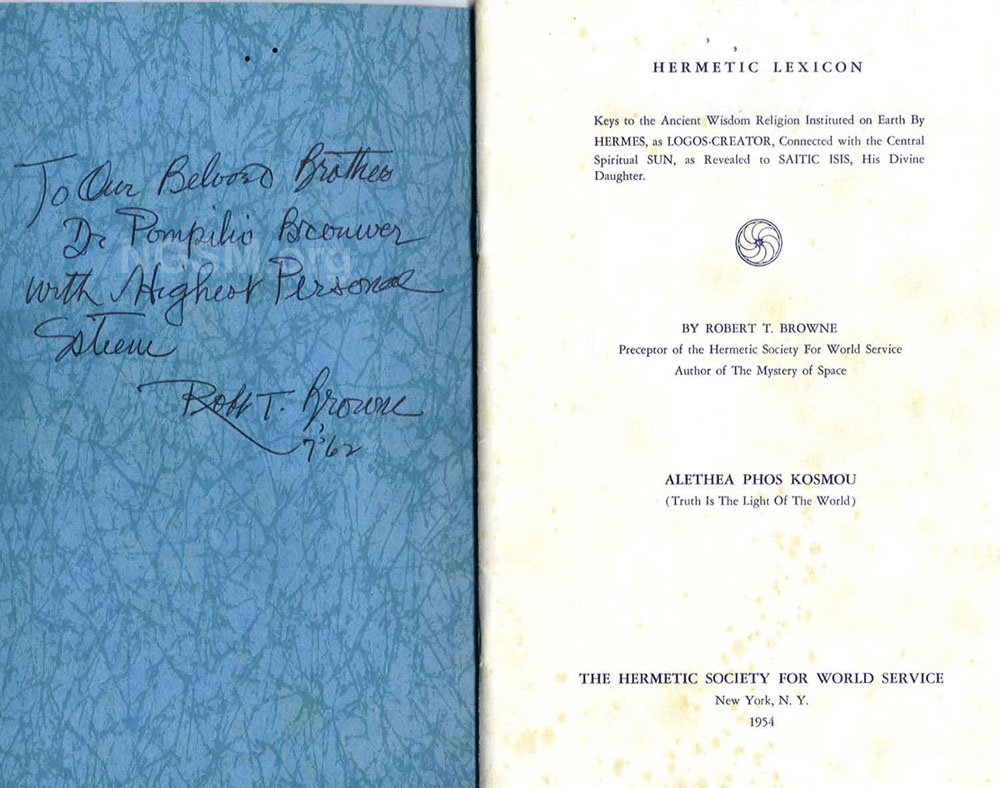 To Our Beloved Brother
Dr Pompilio Brouwer
NGSM.org
with Highest Personal
Esteem
Robt T. Browne
7/62
HERMETIC LEXICON
Keys to the Ancient Wisdom Religion Instituted on Earth By
HERMES, as LOGOS-CREATOR, Connected with the Central
Spiritual SUN, as Revealed to SAITIC ISIS, His Divine
Daughter.
BY ROBERT T. BROWNE
Preceptor of the Hermetic Society For World Service
Author of The Mystery of Space
ALETHEA PHOS KOSMOU
(Truth Is The Light Of The World)
THE HERMETIC SOCIETY FOR WORLD SERVICE
New York, N. Y.
1954